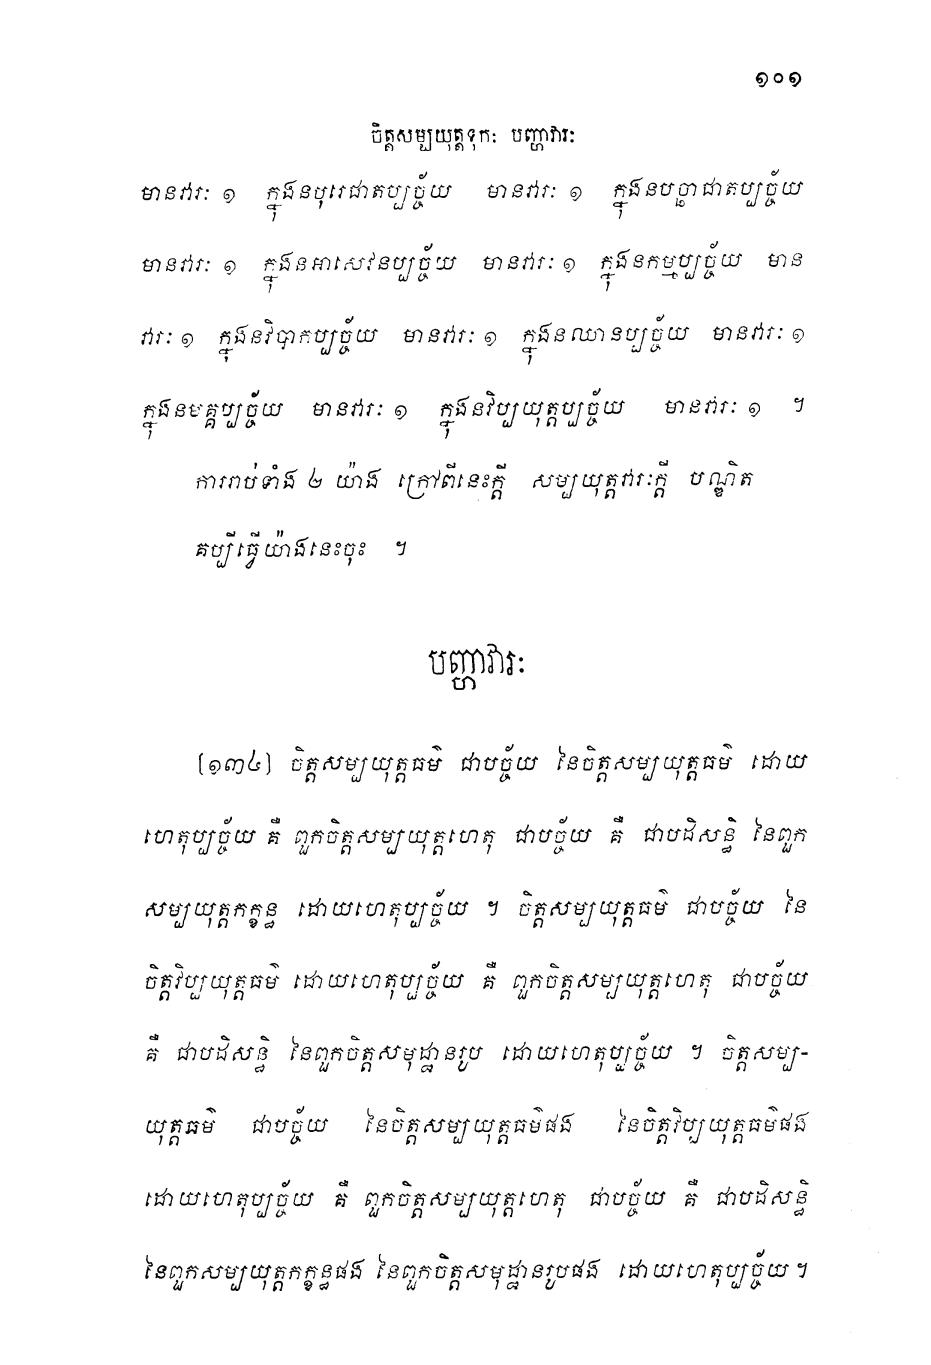 ១០១
ចិត្តសម្បយុត្តទុកៈ បញ្ហាវារៈ
មានវារៈ ១ ក្នុងនបុរេជាតប្បច្ច័យ មានវារៈ ១ ក្នុងនបច្ឆាជាតប្បច្ច័យ
មានវារៈ ១ ក្នុងនអាសេវនប្បច្ច័យ មានវារៈ ១ ក្នុងនកម្មប្បច្ច័យ មាន
វារៈ ១ ក្នុងនវិបាកប្បច្ច័យ មានវារៈ ១ ក្នុងនឈានប្បច្ច័យ មានវារៈ ១
ក្នុងនមគ្គប្បច្ច័យ មានវារៈ ១ ក្នុងនវិប្បយុត្តប្បច្ច័យ មានវារៈ ១ ។
ការរាប់ទាំង ៤ យ៉ាង ក្រៅពីនេះក្តី សម្បយុត្តវារៈក្តី បណ្ឌិត
គប្បីធ្វើយ៉ាងនេះចុះ ។
បញ្ហាវារៈ
[១៣៤] ចិត្តសម្បយុត្តធម៌ ជាបច្ច័យ នៃចិត្តសម្បយុត្តធម៌ ដោយ
ហេតុប្បច្ច័យ គឺ ពួកចិត្តសម្បយុត្តហេតុ ជាបច្ច័យ គឺ ជាបដិសន្ធិ នៃពួក
សម្បយុត្តកក្ខន្ធ ដោយហេតុប្បច្ច័យ ។ ចិត្តសម្បយុត្តធម៌ ជាបច្ច័យ នៃ
ចិត្តវិប្បយុត្តធម៌ ដោយហេតុប្បច្ច័យ គឺ ពួកចិត្តសម្បយុត្តហេតុ ជាបច្ច័យ
គឺ ជាបដិសន្ធិ នៃពួកចិត្តសមុដ្ឋានរូប ដោយហេតុប្បច្ច័យ ។ ចិត្តសម្ប-
យុត្តធម៌ ជាបច្ច័យ នៃចិត្តសម្បយុត្តធម៌ផង នៃចិត្តវិប្បយុត្តធម៌ផង
ដោយហេតុប្បច្ច័យ គឺ ពួកចិត្តសម្បយុត្តហេតុ ជាបច្ច័យ គឺ ជាបដិសន្ធិ
នៃពួកសម្បយុត្តកក្ខន្ធផង នៃពួកចិត្តសមុដ្ឋានរូបផង ដោយហេតុប្បច្ច័យ ។